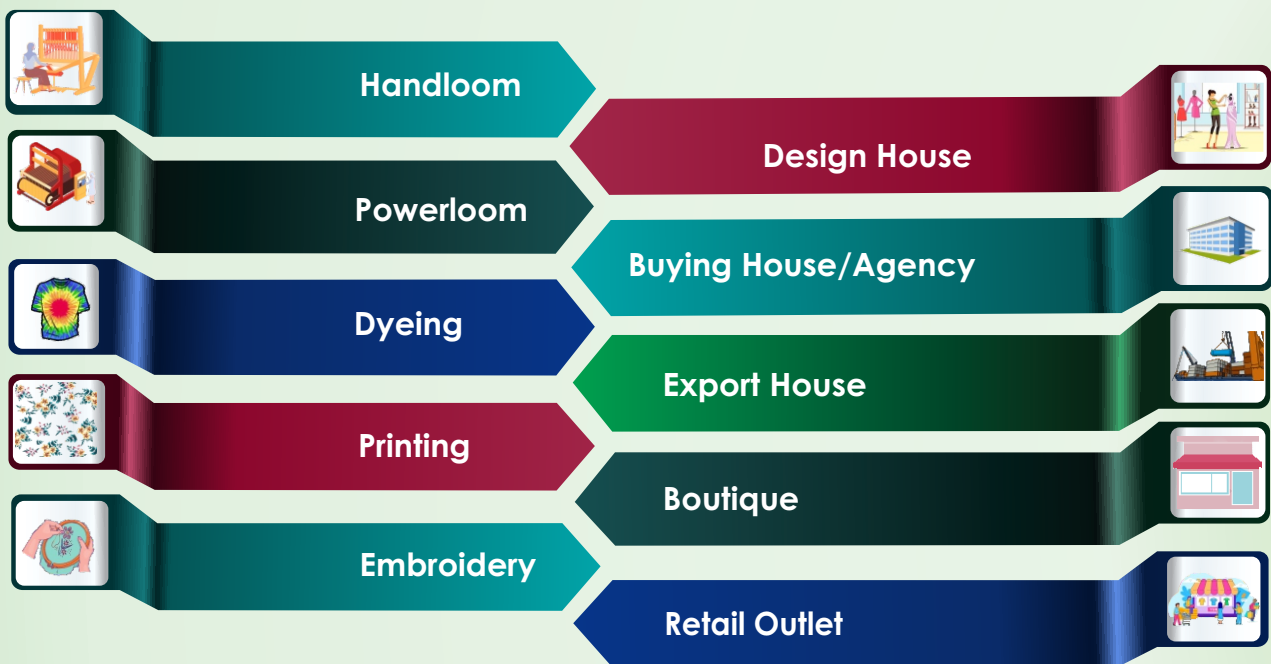 Handloom
Powerloom
Dyeing
Printing
Embroidery
Design House
Buying House/Agency
Export House
Boutique
Retail Outlet